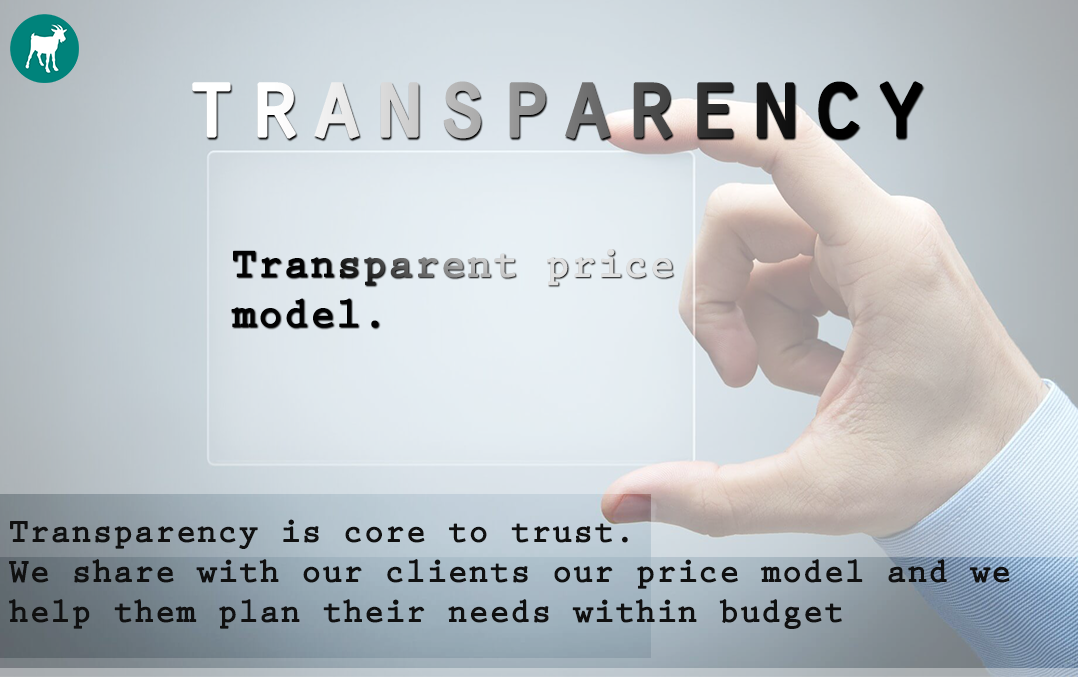 TRANSPARENCY
Transparent price
model.
Transparency is core to trust.
We share with our clients our price model and we
help them plan their needs within budget